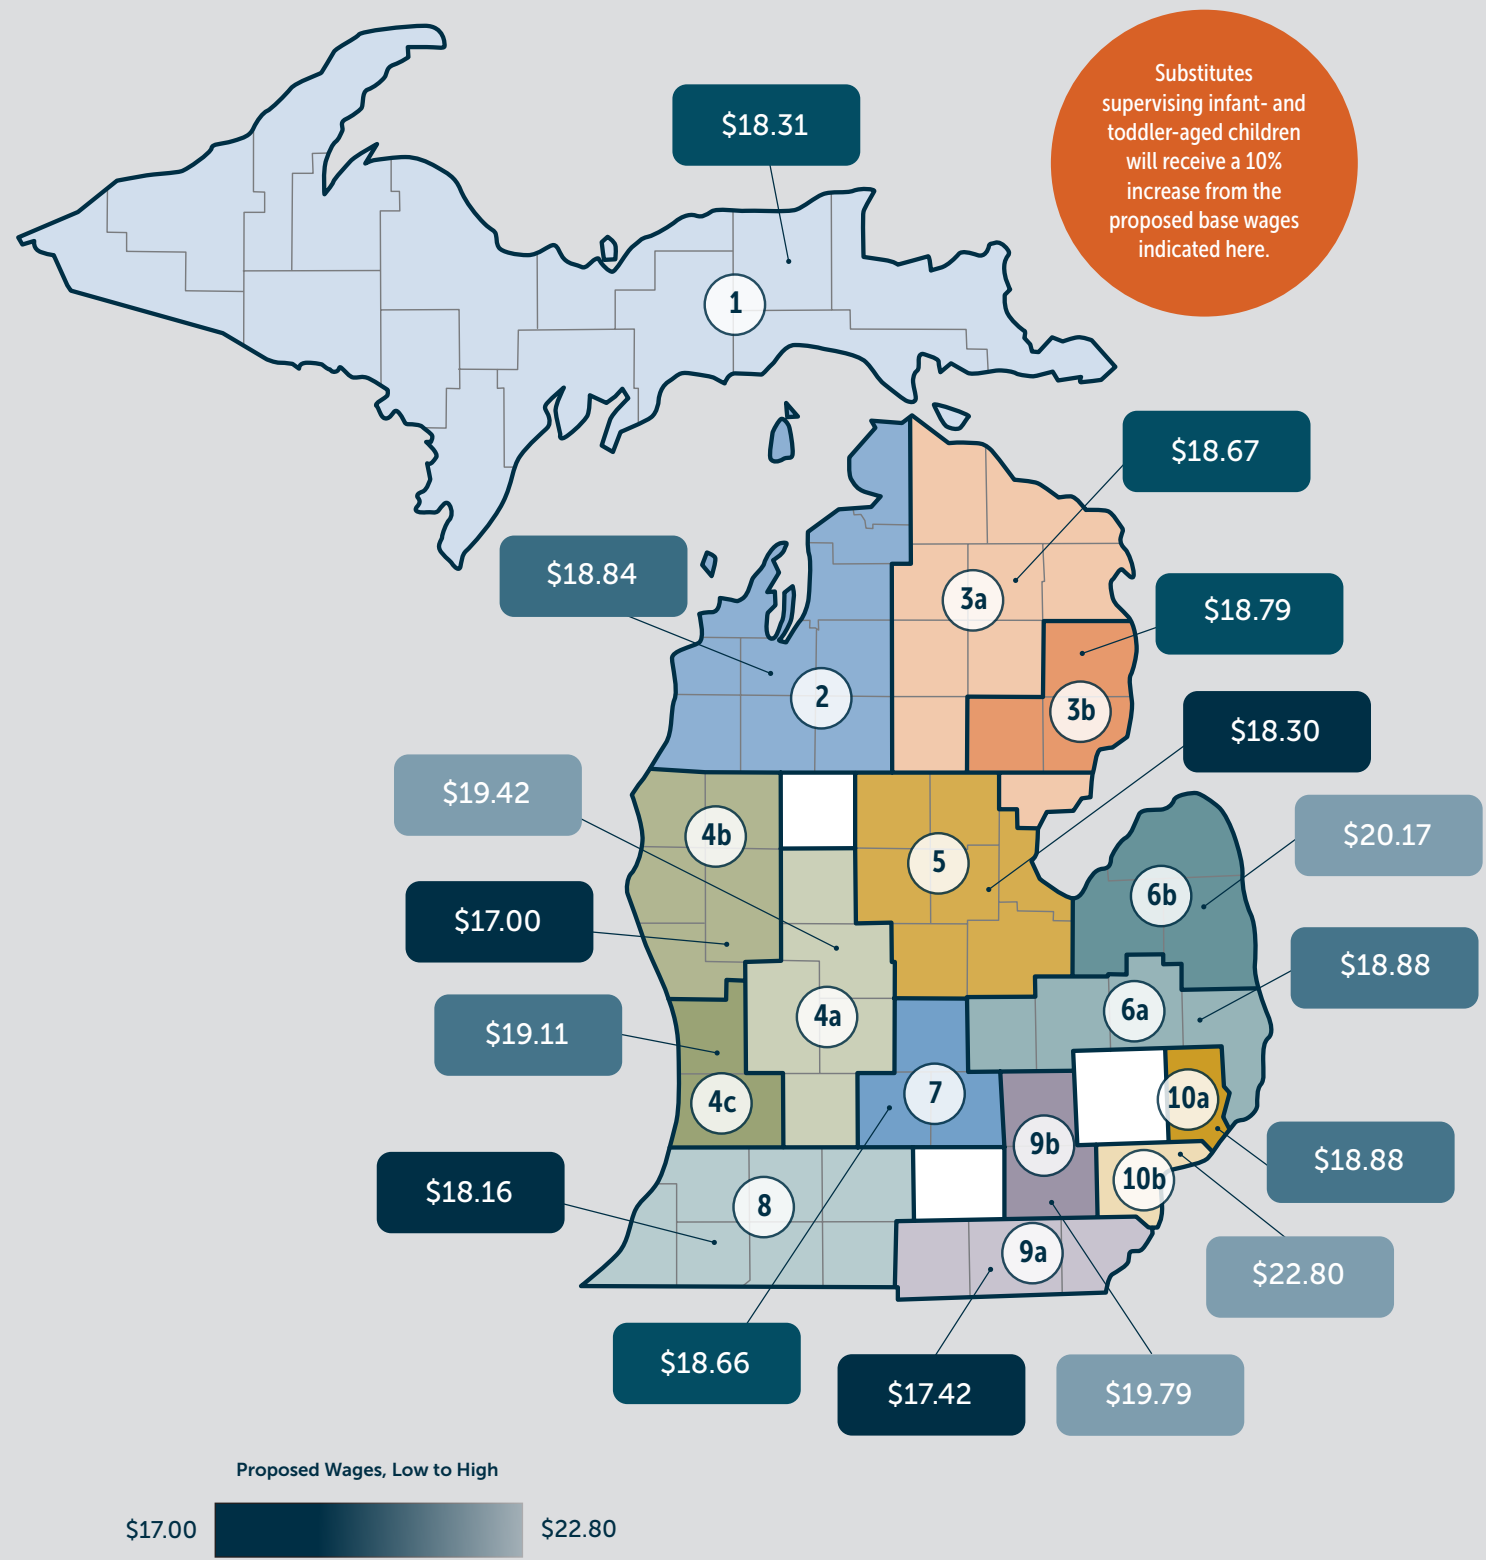 Substitutes
supervising infant- and
toddler-aged children
will receive a 10%
increase from the
proposed base wages
indicated here.
$18.31
1
$18.67
$18.84
3a
$18.79
2
3b
$18.30
$19.42
4b
5
$20.17
6b
$17.00
$18.88
4a
6a
$19.11
4c
7
10a
9b
$18.88
10b
$18.16
8
9a
$22.80
$18.66
$17.42
$19.79
Proposed Wages, Low to High
$17.00
$22.80